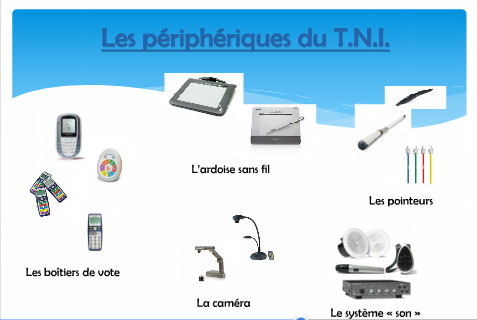 Les périphériques du T.N.I.
L'ardoise sans fil
Les pointeurs
Les boîtiers de vote
La caméra
Le système « son »